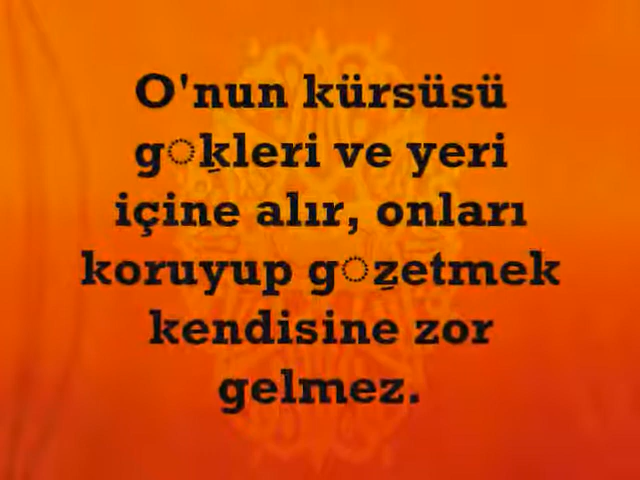 O'nun kürsüsü
g◌ḵleri ve yeri
içine alır, onları
koruyup g◌ẕetmek
kendisine zor
gelmez.